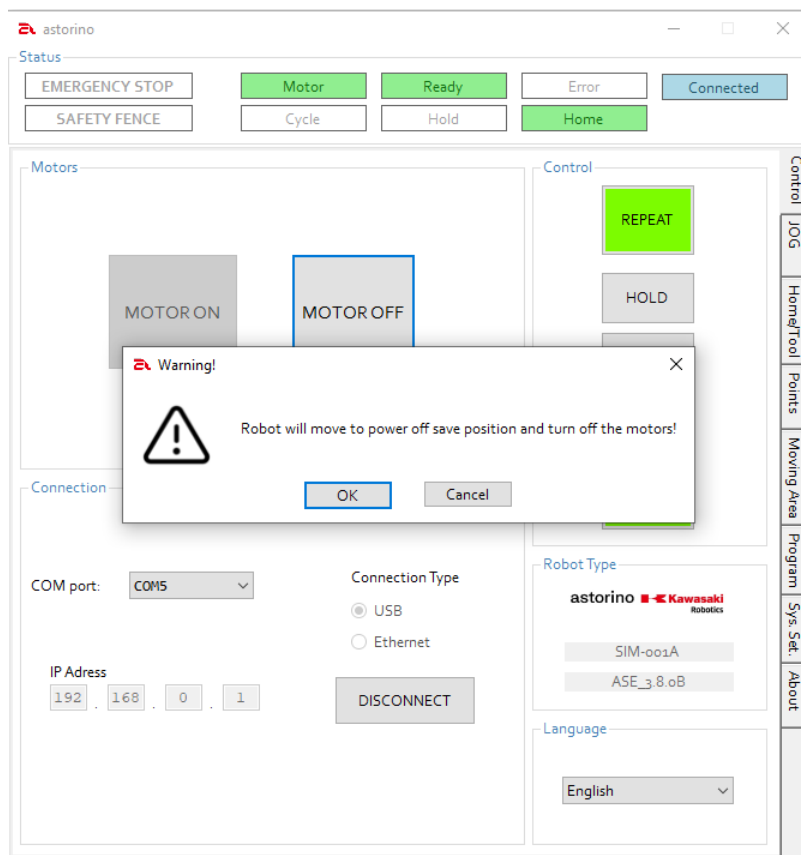 astorino
Status
EMERGENCY STOP
Motor
Ready
Error
Connected
SAFETY FENCE
Cycle
Hold
Home
Motors
MOTOR ON
MOTOR OFF
Control
REPEAT
HOLD
Warning!
Robot will move to power off save position and turn off the motors!
OK
Cancel
Connection
COM port:
COM5
Connection Type
USB
Ethernet
IP Adress
192 . 168 . 0 . 1
DISCONNECT
Robot Type
astorino Kawasaki
Robotics
SIM-001A
ASE_3.8.0B
Language
English
Control
JOG
Home/Tool
Points
Moving Area
Program
Sys. Set.
About